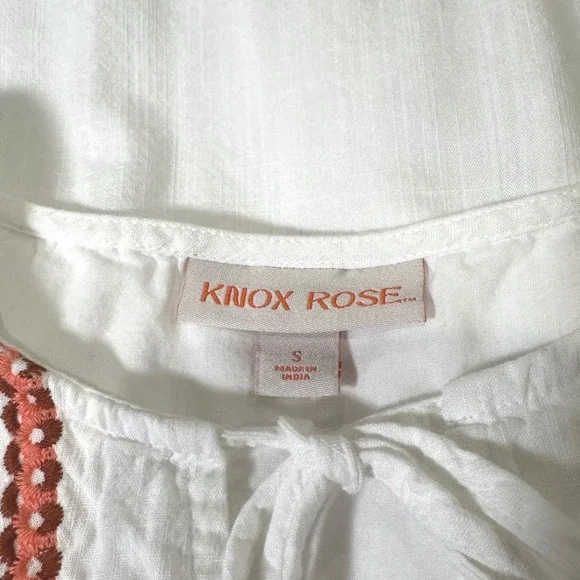 KNOX ROSE™
S
MADE IN
INDIA